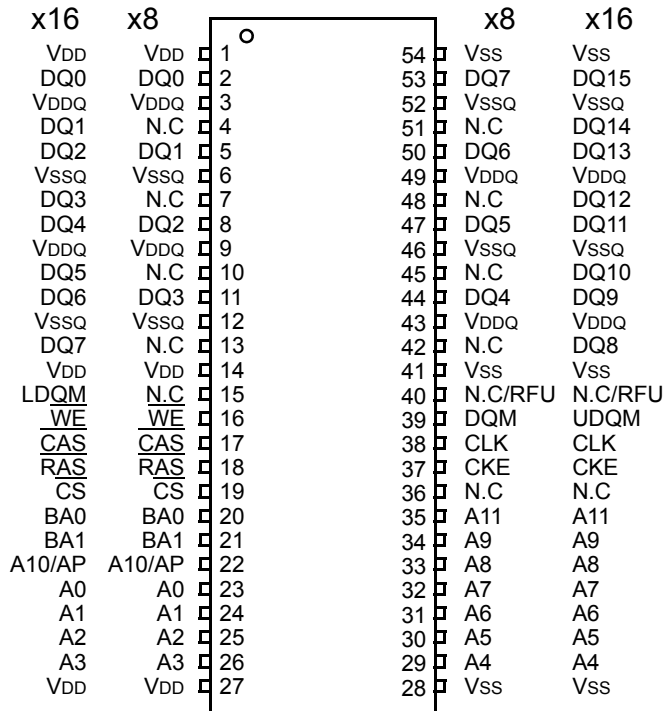 x16 x8 x8 x16
VDD VDD 1 54 VSS VSS
DQ0 DQ0 2 53 DQ7 DQ15
VDDQ VDDQ 3 52 VSSQ VSSQ
DQ1 N.C 4 51 N.C DQ14
DQ2 DQ1 5 50 DQ6 DQ13
VSSQ VSSQ 6 49 VDDQ VDDQ
DQ3 N.C 7 48 N.C DQ12
DQ4 DQ2 8 47 DQ5 DQ11
VDDQ VDDQ 9 46 VSSQ VSSQ
DQ5 N.C 10 45 N.C DQ10
DQ6 DQ3 11 44 DQ4 DQ9
VSSQ VSSQ 12 43 VDDQ VDDQ
DQ7 N.C 13 42 N.C DQ8
VDD VDD 14 41 VSS VSS
LDQM N.C 15 40 N.C/RFU N.C/RFU
WE WE 16 39 DQM UDQM
CAS CAS 17 38 CLK CLK
RAS RAS 18 37 CKE CKE
CS CS 19 36 N.C N.C
BA0 BA0 20 35 A11 A11
BA1 BA1 21 34 A9 A9
A10/AP A10/AP 22 33 A8 A8
A0 A0 23 32 A7 A7
A1 A1 24 31 A6 A6
A2 A2 25 30 A5 A5
A3 A3 26 29 A4 A4
VDD VDD 27 28 VSS VSS